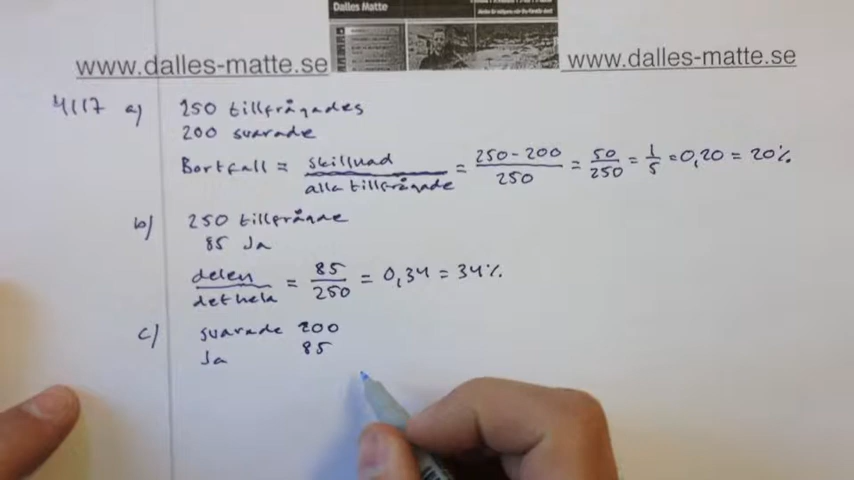 Dalles Matte
www.dalles-matte.se
www.dalles-matte.se
4117 a) 250 tillfrågades
200 svarade
Bortfall = skillnad / alla tillfrågade = 250-200 / 250 = 50 / 250 = 1 / 5 = 0,20 = 20%
b) 250 tillfrånde
85 Ja
delen / det hela = 85 / 250 = 0,34 = 34%
c) svarade 200
Ja 85